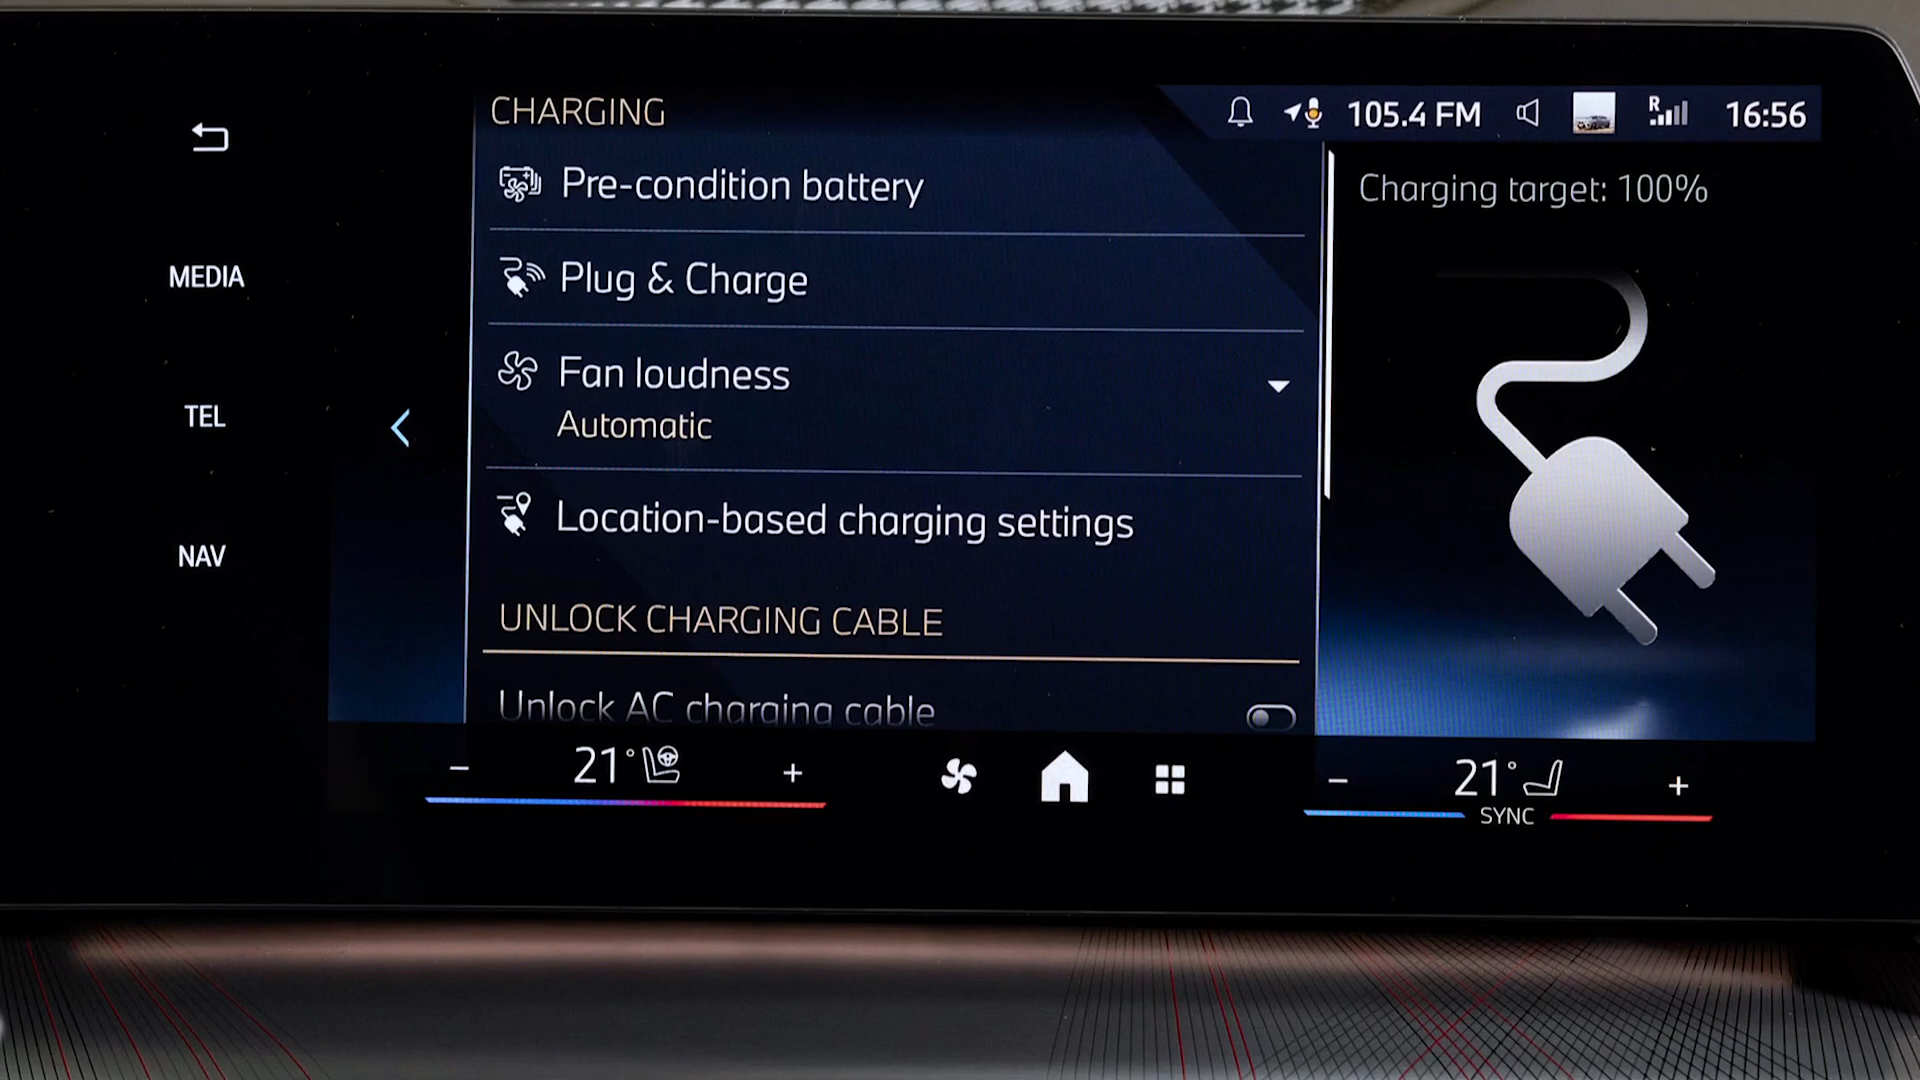 CHARGING
105.4 FM
R
16:56
Pre-condition battery
Charging target: 100%
Plug & Charge
MEDIA
Fan loudness
Automatic
TEL
Location-based charging settings
NAV
UNLOCK CHARGING CABLE
Unlock AC charging cable
- 21° +
- 21° +
SYNC